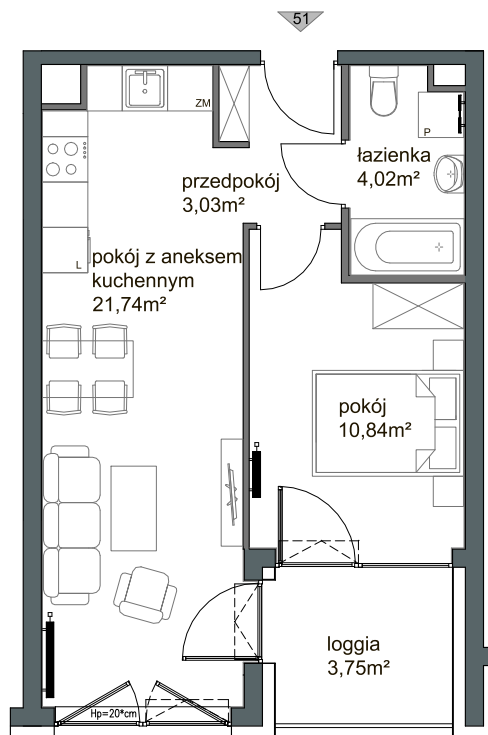 51
ZM
P
łazienka
4,02m²
przedpokój
3,03m²
L
pokój z aneksem
kuchennym
21,74m²
pokój
10,84m²
loggia
3,75m²
Hp=20*cm